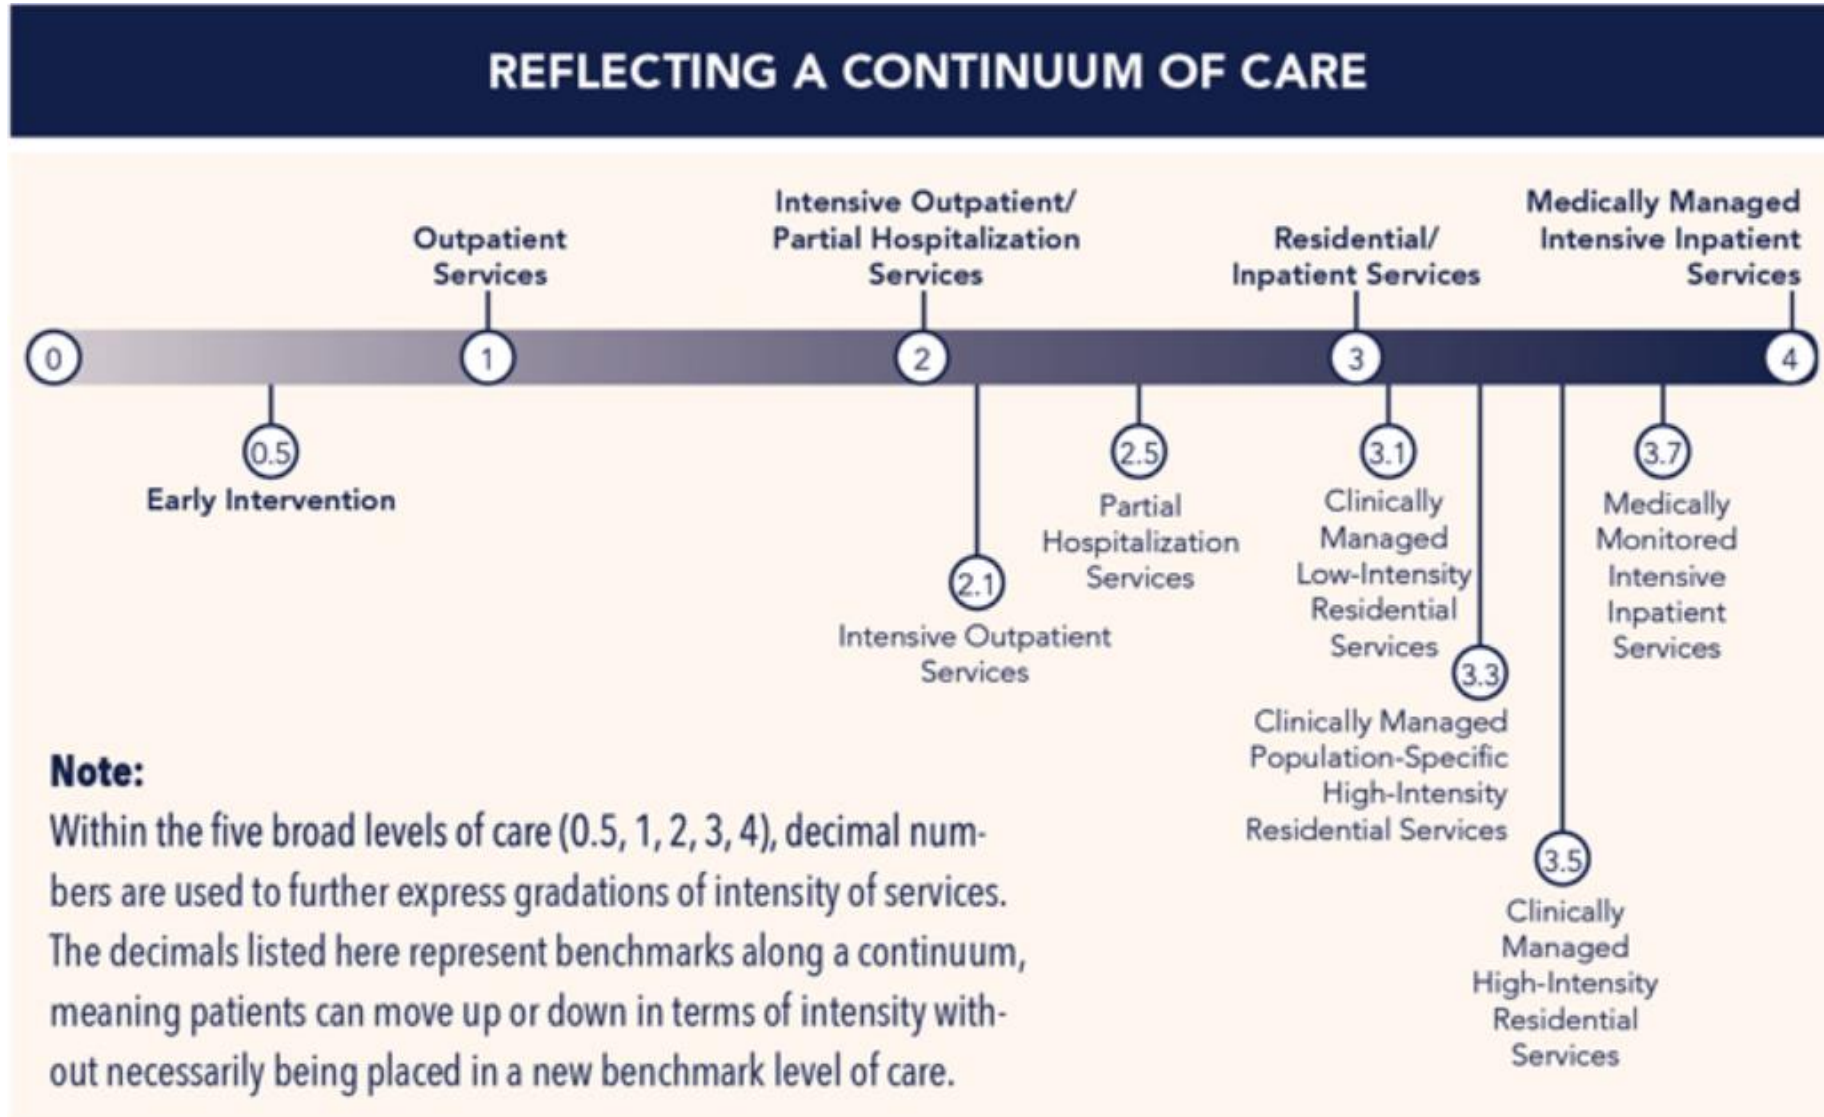 REFLECTING A CONTINUUM OF CARE
Intensive Outpatient/
Partial Hospitalization
Services
Medically Managed
Intensive Inpatient
Services
Outpatient
Services
Residential/
Inpatient Services
0
1
2
3
4
0.5
Early Intervention
2.1
Intensive Outpatient
Services
2.5
Partial
Hospitalization
Services
3.1
Clinically
Managed
Low-Intensity
Residential
Services
3.3
Clinically Managed
Population-Specific
High-Intensity
Residential Services
3.5
Clinically
Managed
High-Intensity
Residential
Services
3.7
Medically
Monitored
Intensive
Inpatient
Services
Note:
Within the five broad levels of care (0.5, 1, 2, 3, 4), decimal num-
bers are used to further express gradations of intensity of services.
The decimals listed here represent benchmarks along a continuum,
meaning patients can move up or down in terms of intensity with-
out necessarily being placed in a new benchmark level of care.